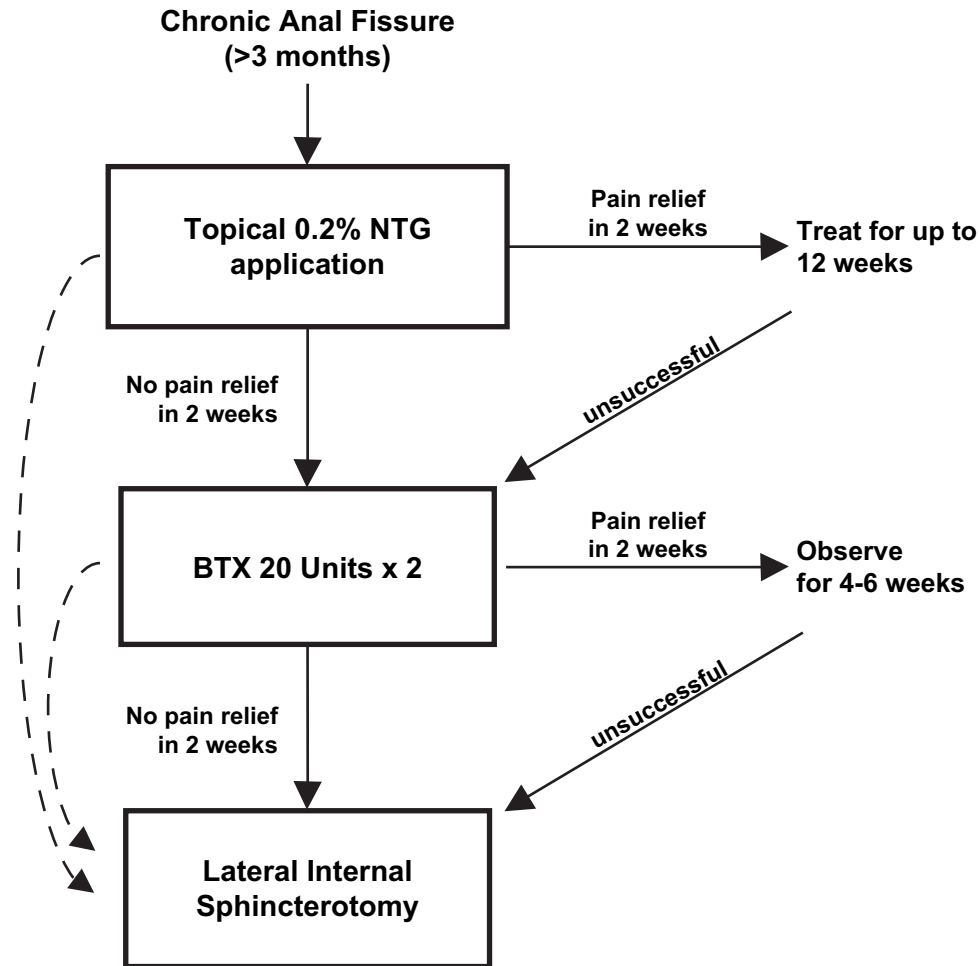 Chronic Anal Fissure
(>3 months)
Topical 0.2% NTG
application
Pain relief
in 2 weeks
Treat for up to
12 weeks
No pain relief
in 2 weeks
unsuccessful
BTX 20 Units x 2
Pain relief
in 2 weeks
Observe
for 4-6 weeks
No pain relief
in 2 weeks
unsuccessful
Lateral Internal
Sphincterotomy